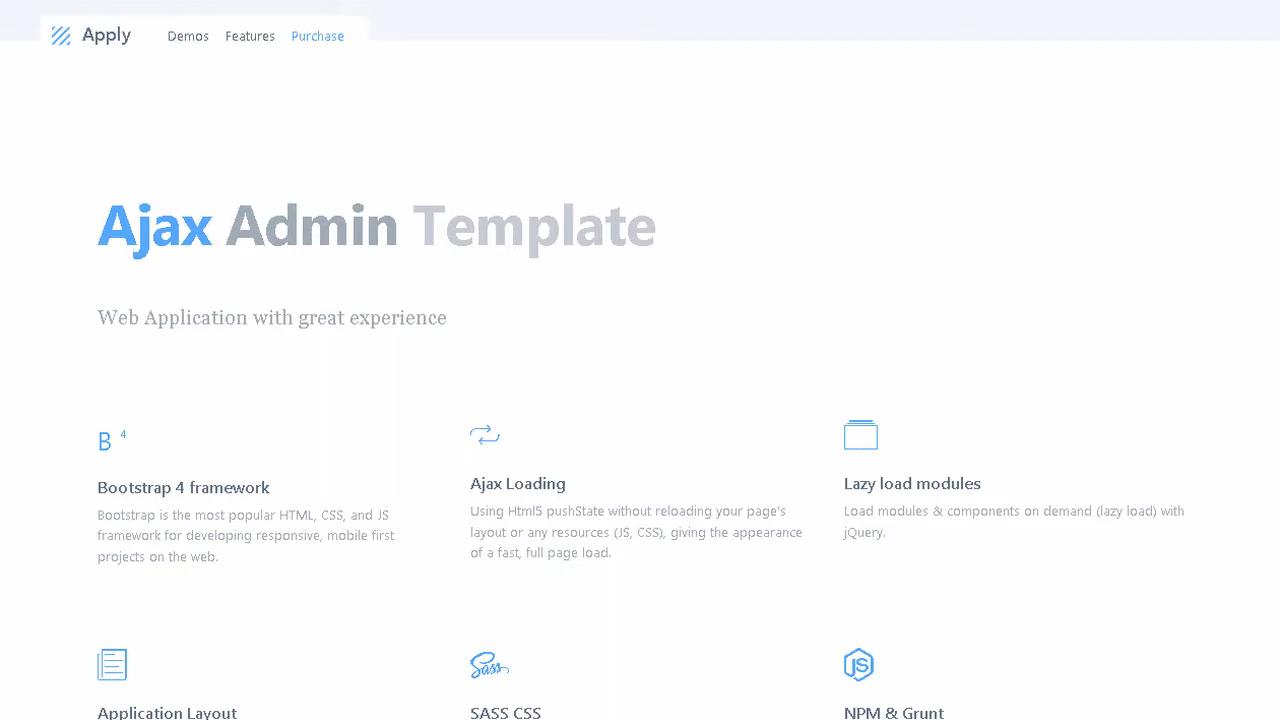 Apply Demos Features Purchase
Ajax Admin Template
Web Application with great experience
B 4
Bootstrap 4 framework
Bootstrap is the most popular HTML, CSS, and JS
framework for developing responsive, mobile first
projects on the web.
Ajax Loading
Using Html5 pushState without reloading your page's
layout or any resources (JS, CSS), giving the appearance
of a fast, full page load.
Lazy load modules
Load modules & components on demand (lazy load) with
jQuery.
Application Layout
Sass
SASS CSS
JS
NPM & Grunt